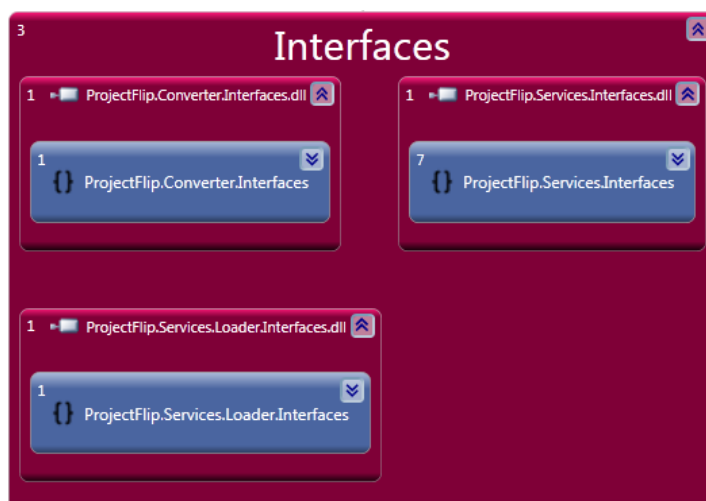 3
Interfaces
1 ProjectFlip.Converter.Interfaces.dll
1 ProjectFlip.Services.Interfaces.dll
1
{} ProjectFlip.Converter.Interfaces
7
{} ProjectFlip.Services.Interfaces
1 ProjectFlip.Services.Loader.Interfaces.dll
1
{} ProjectFlip.Services.Loader.Interfaces